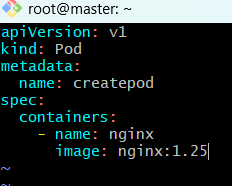 root@master: ~
apiVersion: v1
kind: Pod
metadata:
  name: createpod
spec:
  containers:
    - name: nginx
      image: nginx:1.25
~
~